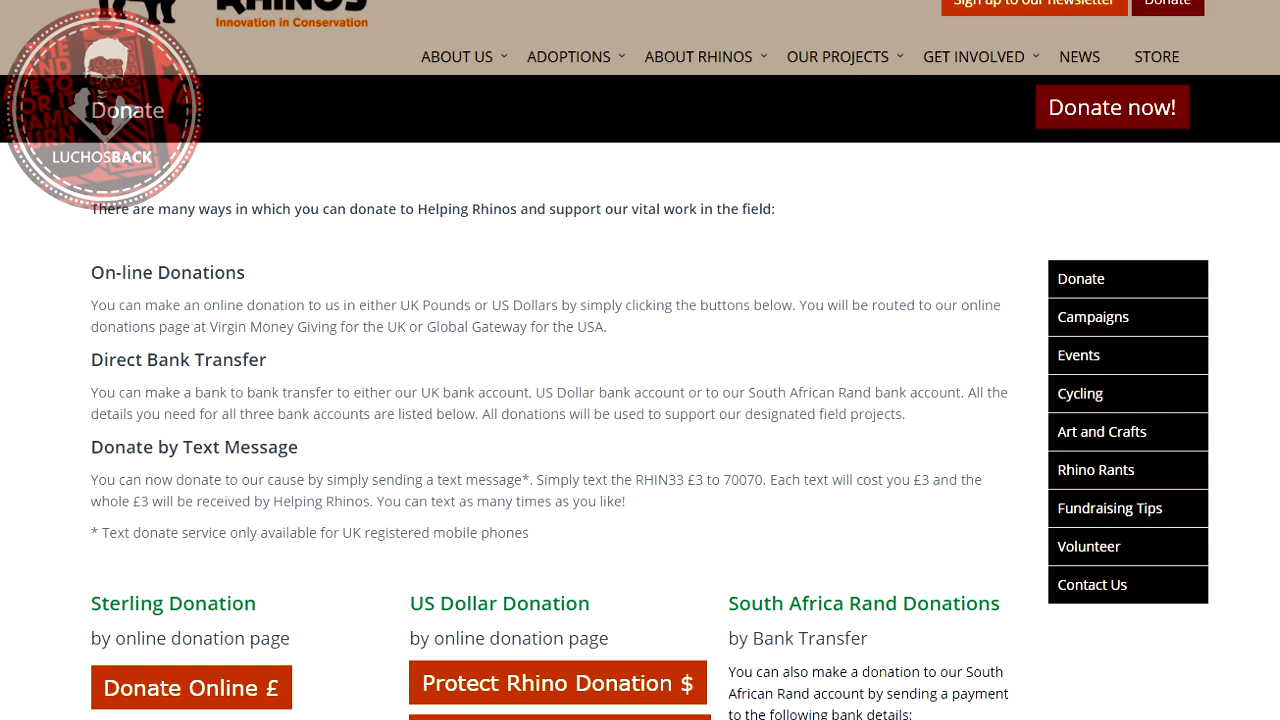 RHINOS
Innovation in Conservation
Sign up to our newsletter
Donate
ABOUT US
ADOPTIONS
ABOUT RHINOS
OUR PROJECTS
GET INVOLVED
NEWS
STORE
Donate
Donate now!
LUCHOSBACK
There are many ways in which you can donate to Helping Rhinos and support our vital work in the field:
On-line Donations
You can make an online donation to us in either UK Pounds or US Dollars by simply clicking the buttons below. You will be routed to our online
donations page at Virgin Money Giving for the UK or Global Gateway for the USA.
Direct Bank Transfer
You can make a bank to bank transfer to either our UK bank account, US Dollar bank account or to our South African Rand bank account. All the
details you need for all three bank accounts are listed below. All donations will be used to support our designated field projects.
Donate by Text Message
You can now donate to our cause by simply sending a text message*. Simply text the RHIN33 £3 to 70070. Each text will cost you £3 and the
whole £3 will be received by Helping Rhinos. You can text as many times as you like!
* Text donate service only available for UK registered mobile phones
Donate
Campaigns
Events
Cycling
Art and Crafts
Rhino Rants
Fundraising Tips
Volunteer
Contact Us
Sterling Donation
by online donation page
Donate Online £
US Dollar Donation
by online donation page
Protect Rhino Donation $
South Africa Rand Donations
by Bank Transfer
You can also make a donation to our South
African Rand account by sending a payment
to the following bank details: